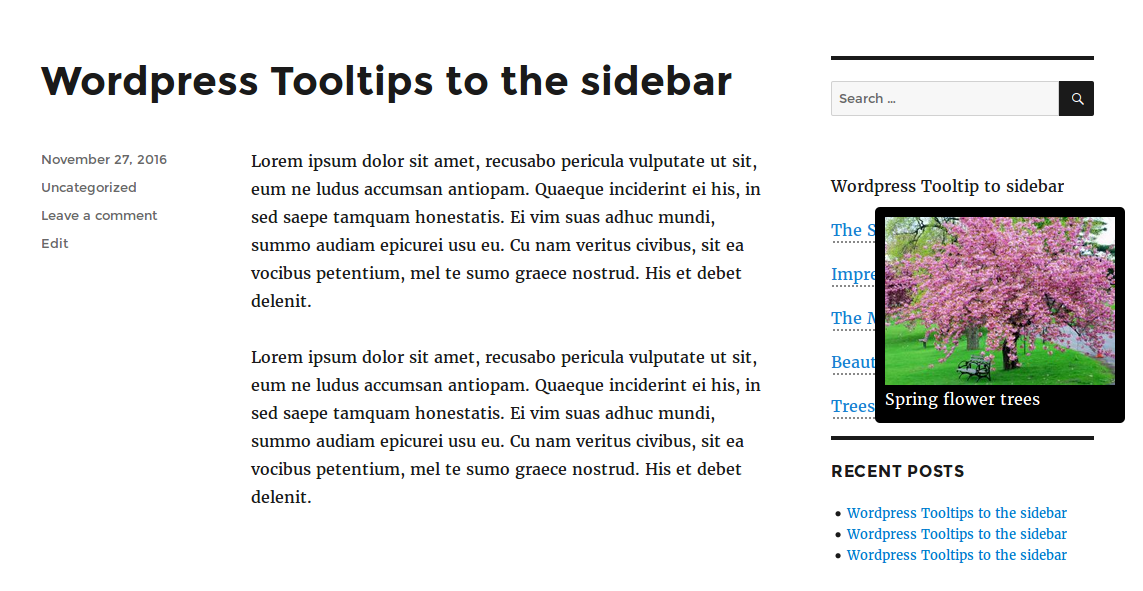 Wordpress Tooltips to the sidebar
November 27, 2016
Uncategorized
Leave a comment
Edit
Lorem ipsum dolor sit amet, recusabo pericula vulputate ut sit,
eum ne ludus accumsan antiopam. Quaeque inciderint ei his, in
sed saepe tamquam honestatis. Ei vim suas adhuc mundi,
summo audiam epicurei usu eu. Cu nam veritus civibus, sit ea
vocibus petentium, mel te sumo graece nostrud. His et debet
delenit.
Lorem ipsum dolor sit amet, recusabo pericula vulputate ut sit,
eum ne ludus accumsan antiopam. Quaeque inciderint ei his, in
sed saepe tamquam honestatis. Ei vim suas adhuc mundi,
summo audiam epicurei usu eu. Cu nam veritus civibus, sit ea
vocibus petentium, mel te sumo graece nostrud. His et debet
delenit.
Search ...
Wordpress Tooltip to sidebar
The
The
Trees
Spring flower trees
RECENT POSTS
Wordpress Tooltips to the sidebar
Wordpress Tooltips to the sidebar
Wordpress Tooltips to the sidebar